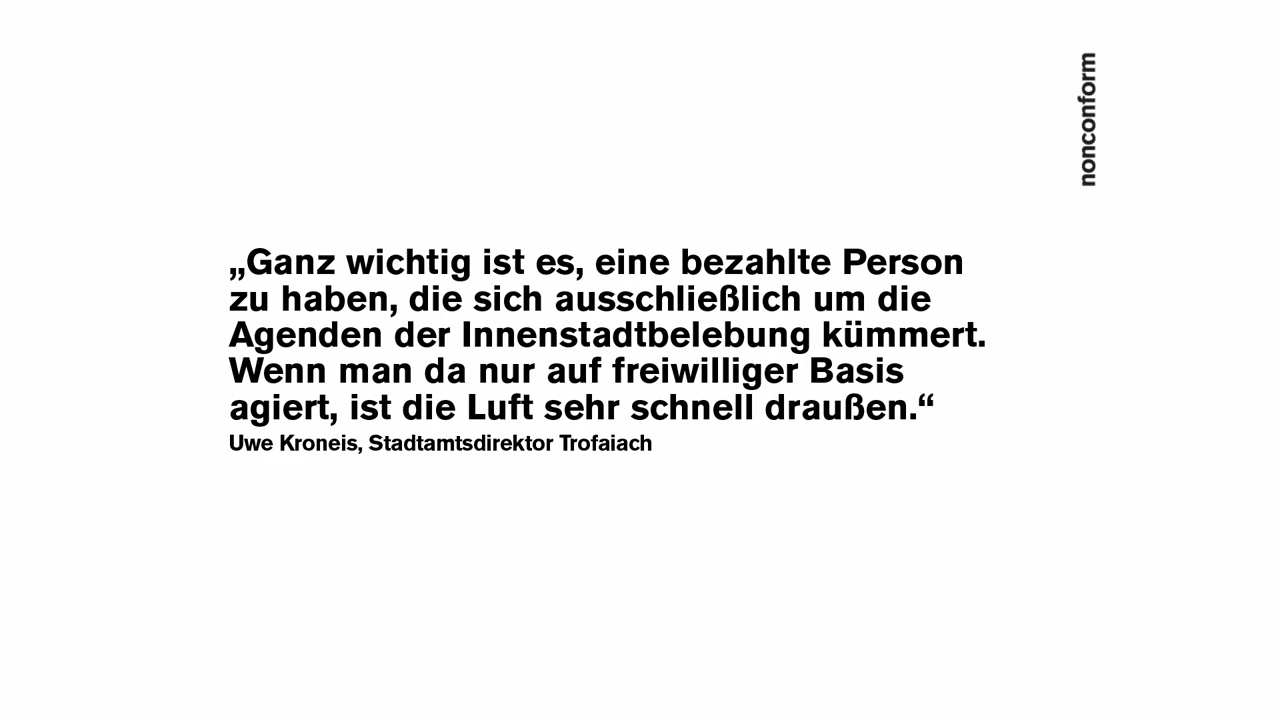 nonconform
„Ganz wichtig ist es, eine bezahlte Person
zu haben, die sich ausschließlich um die
Agenden der Innenstadtbelebung kümmert.
Wenn man da nur auf freiwilliger Basis
agiert, ist die Luft sehr schnell draußen.“
Uwe Kroneis, Stadtamtsdirektor Trofaiach